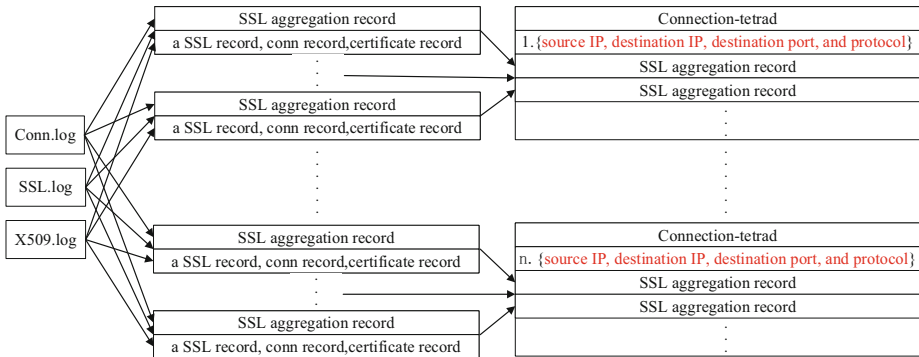 Conn.log
SSL.log
X509.log
SSL aggregation record
a SSL record, conn record,certificate record
SSL aggregation record
a SSL record, conn record,certificate record
SSL aggregation record
a SSL record, conn record,certificate record
SSL aggregation record
a SSL record, conn record,certificate record
Connection-tetrad
1.{source IP, destination IP, destination port, and protocol}
SSL aggregation record
SSL aggregation record
Connection-tetrad
n. {source IP, destination IP, destination port, and protocol}
SSL aggregation record
SSL aggregation record